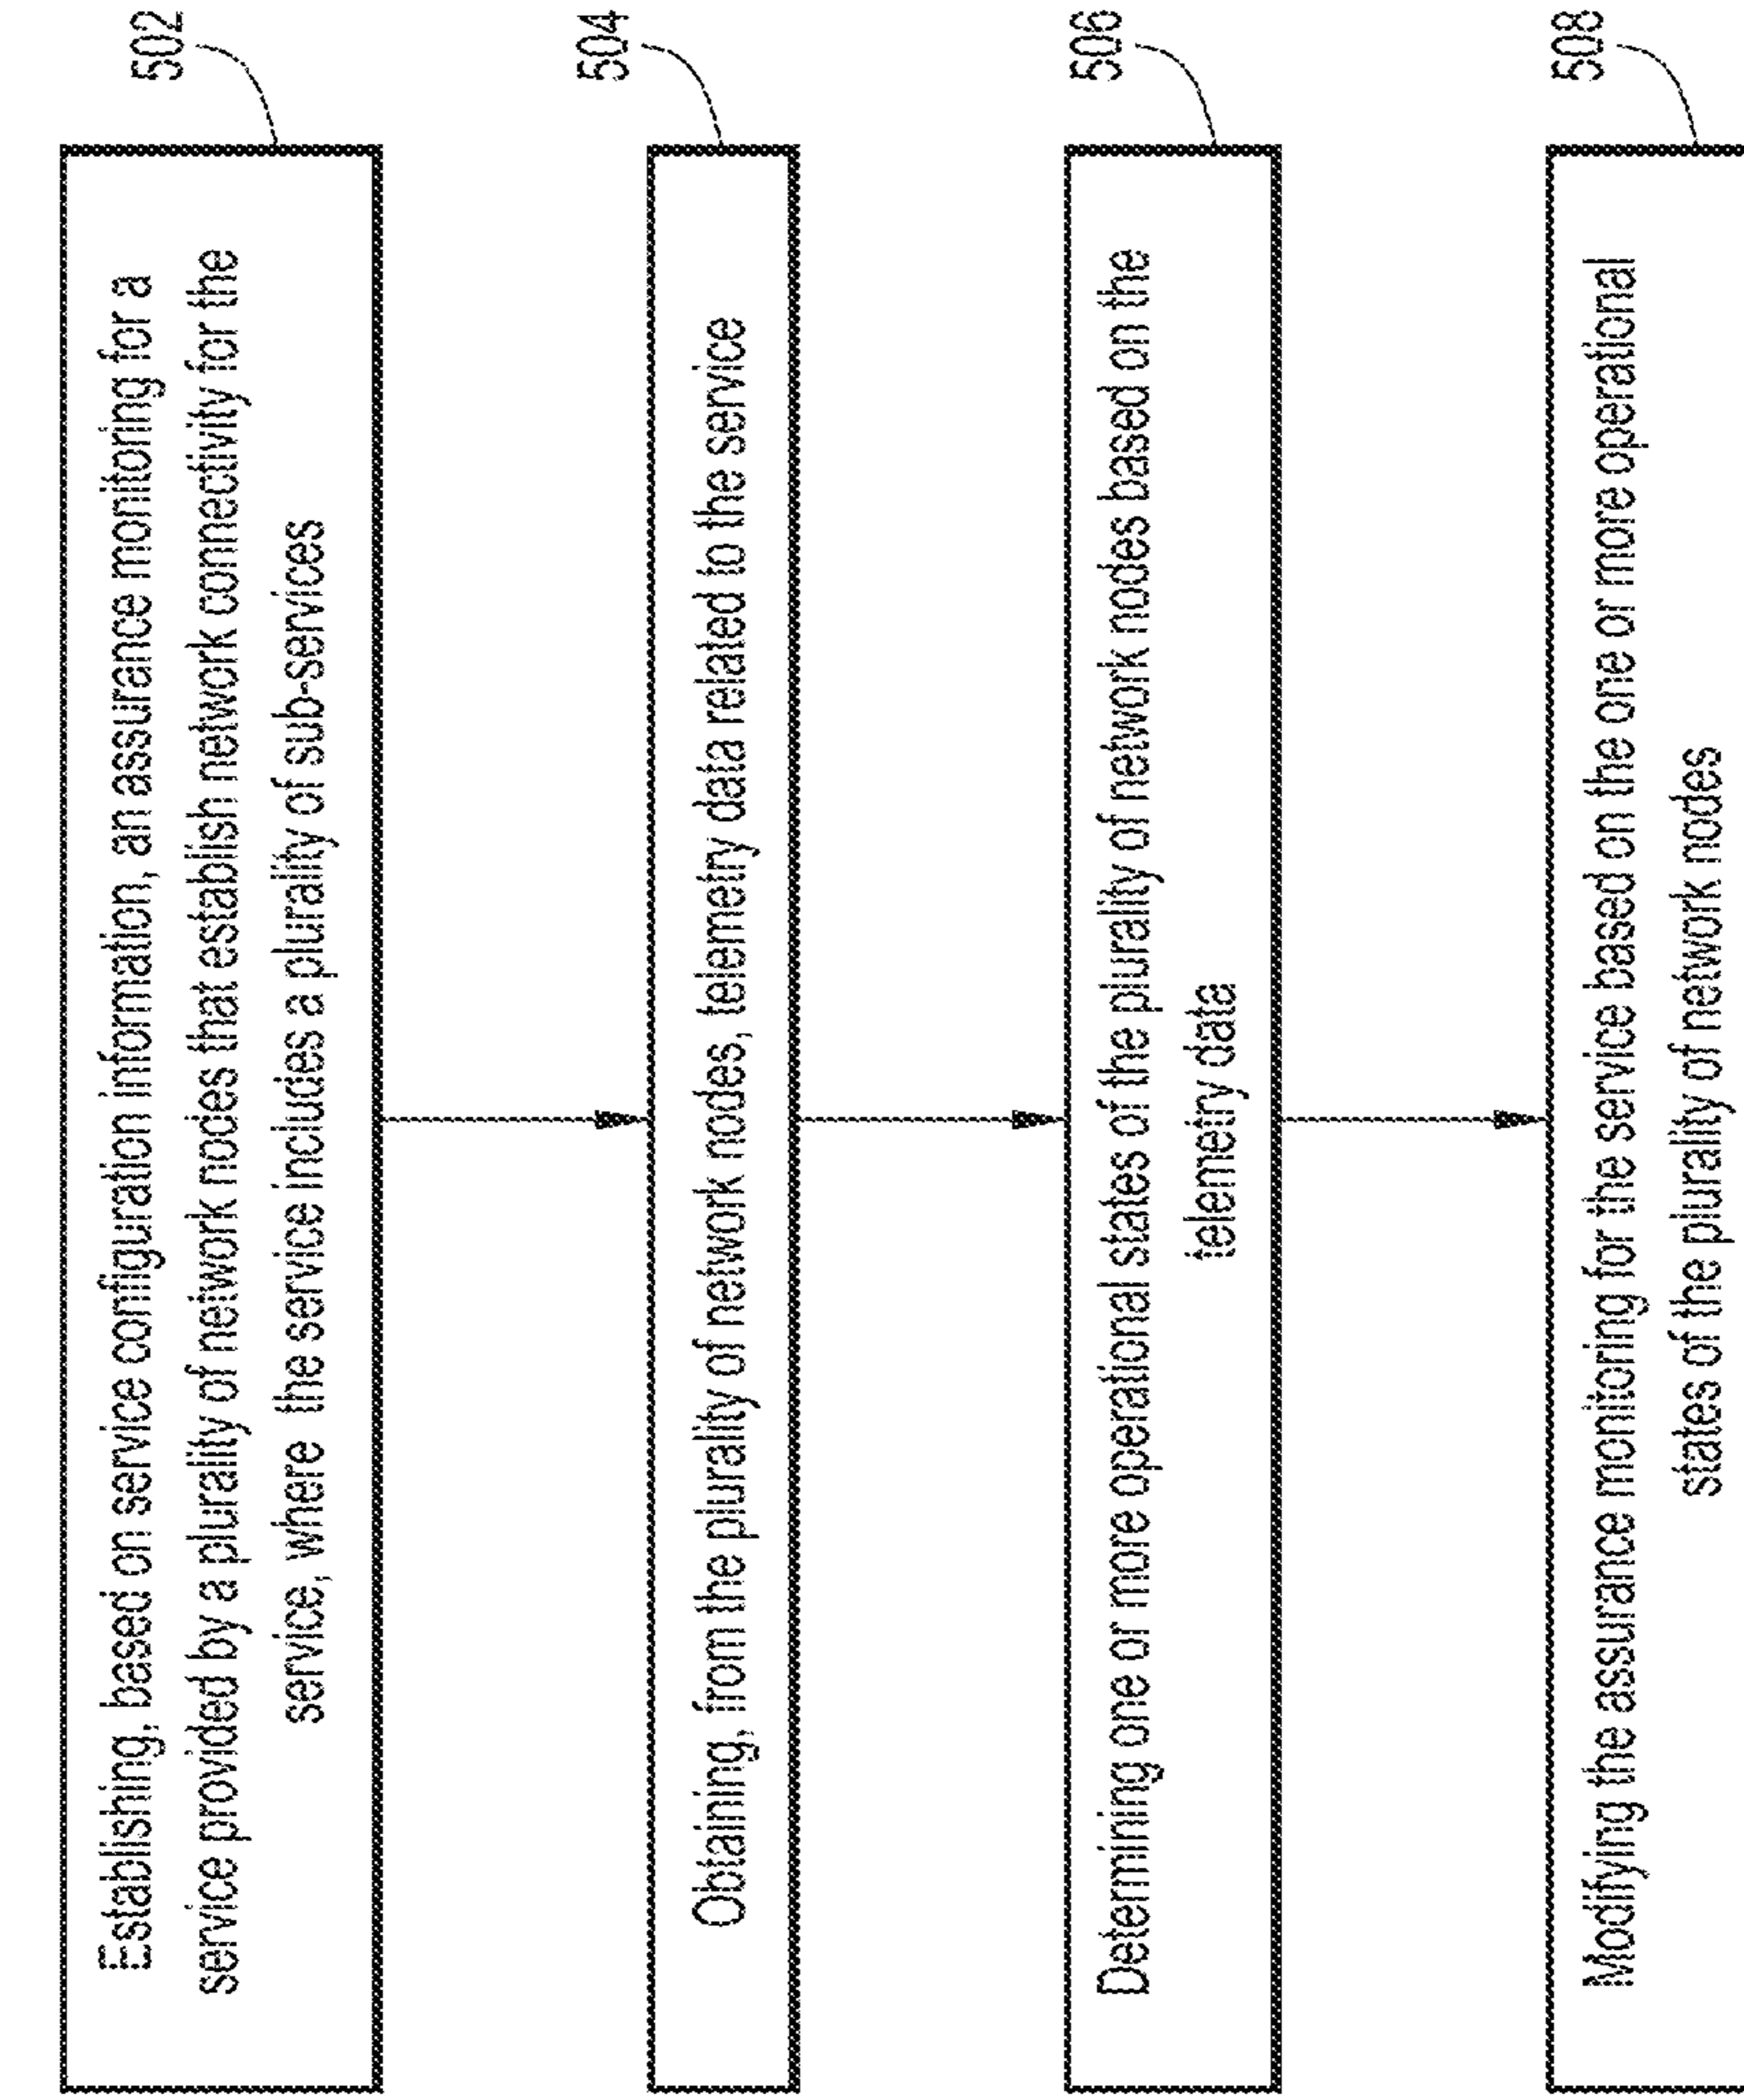 Establishing, based on service configuration information, an assurance monitoring for a
service provided by a plurality of network nodes that establish network connectivity for the
service, where the service includes a plurality of sub-services
502
Obtaining, from the plurality of network nodes, telemetry data related to the service
504
Determining one or more operational states of the plurality of network nodes based on the
telemetry data
506
Modifying the assurance monitoring for the service based on the one or more operational
states of the plurality of network nodes
508